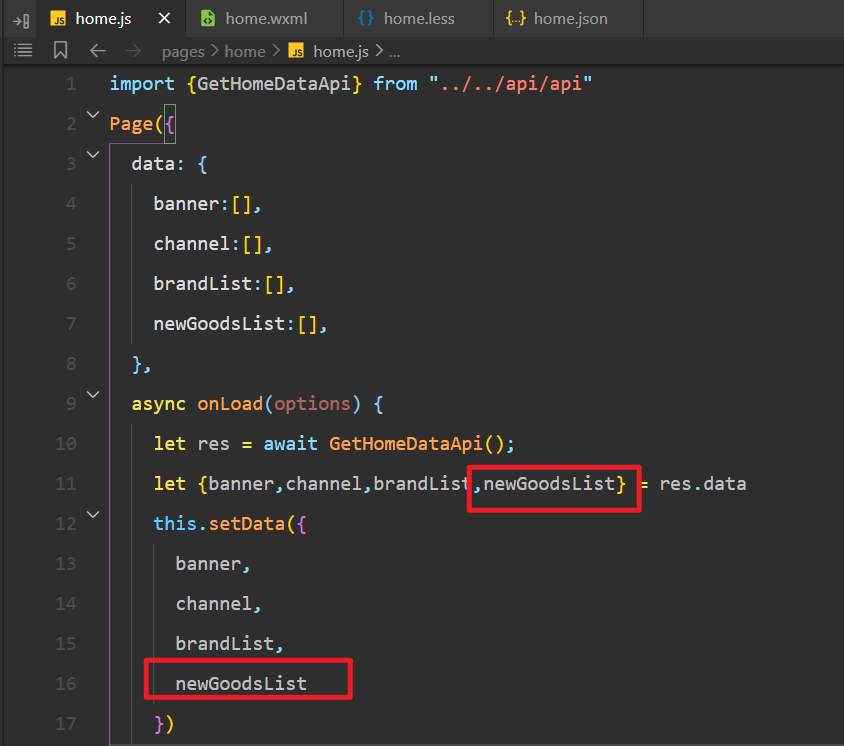 home.js home.wxml home.less home.json
pages > home > home.js > ...
1 import {GetHomeDataApi} from "../../api/api"
2 Page({
3 data: {
4 banner:[],
5 channel:[],
6 brandList:[],
7 newGoodsList:[],
8 },
9 async onLoad(options) {
10 let res = await GetHomeDataApi();
11 let {banner,channel,brandList,newGoodsList} = res.data
12 this.setData({
13 banner,
14 channel,
15 brandList,
16 newGoodsList
17 })